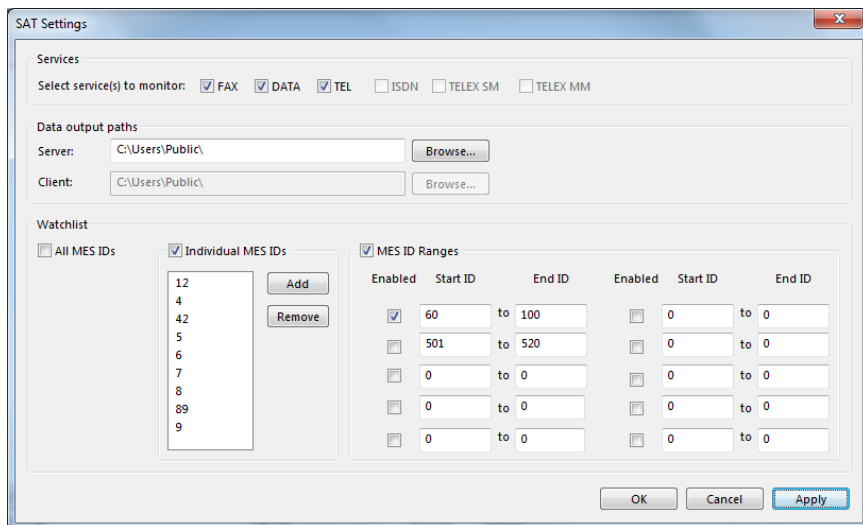 SAT Settings
Services
Select service(s) to monitor: FAX DATA TEL ISDN TELEX SM TELEX MM
Data output paths
Server: C:\Users\Public\ Browse...
Client: C:\Users\Public\ Browse...
Watchlist
All MES IDs
Individual MES IDs
12
4
42
5
6
7
8
89
9
Add
Remove
MES ID Ranges
Enabled Start ID End ID Enabled Start ID End ID
60 to 100 0 to 0
501 to 520 0 to 0
0 to 0 0 to 0
0 to 0 0 to 0
0 to 0 0 to 0
OK Cancel Apply